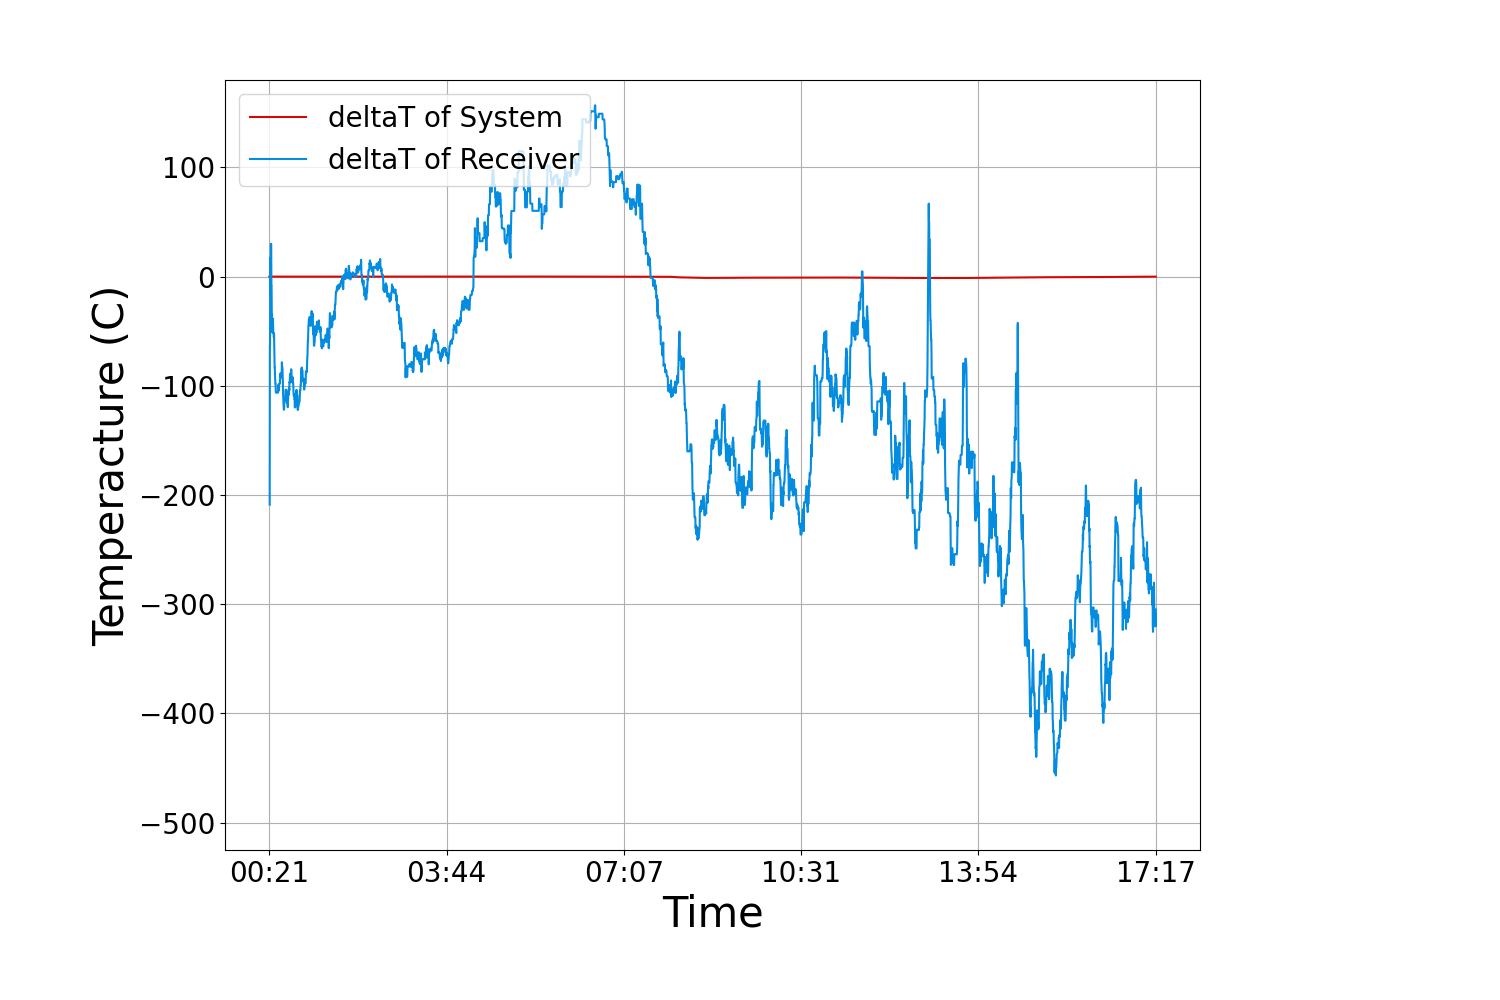 deltaT of System
deltaT of Receiver
100
0
−100
−200
−300
−400
−500
Temperacture (C)
00:21 03:44 07:07 10:31 13:54 17:17
Time